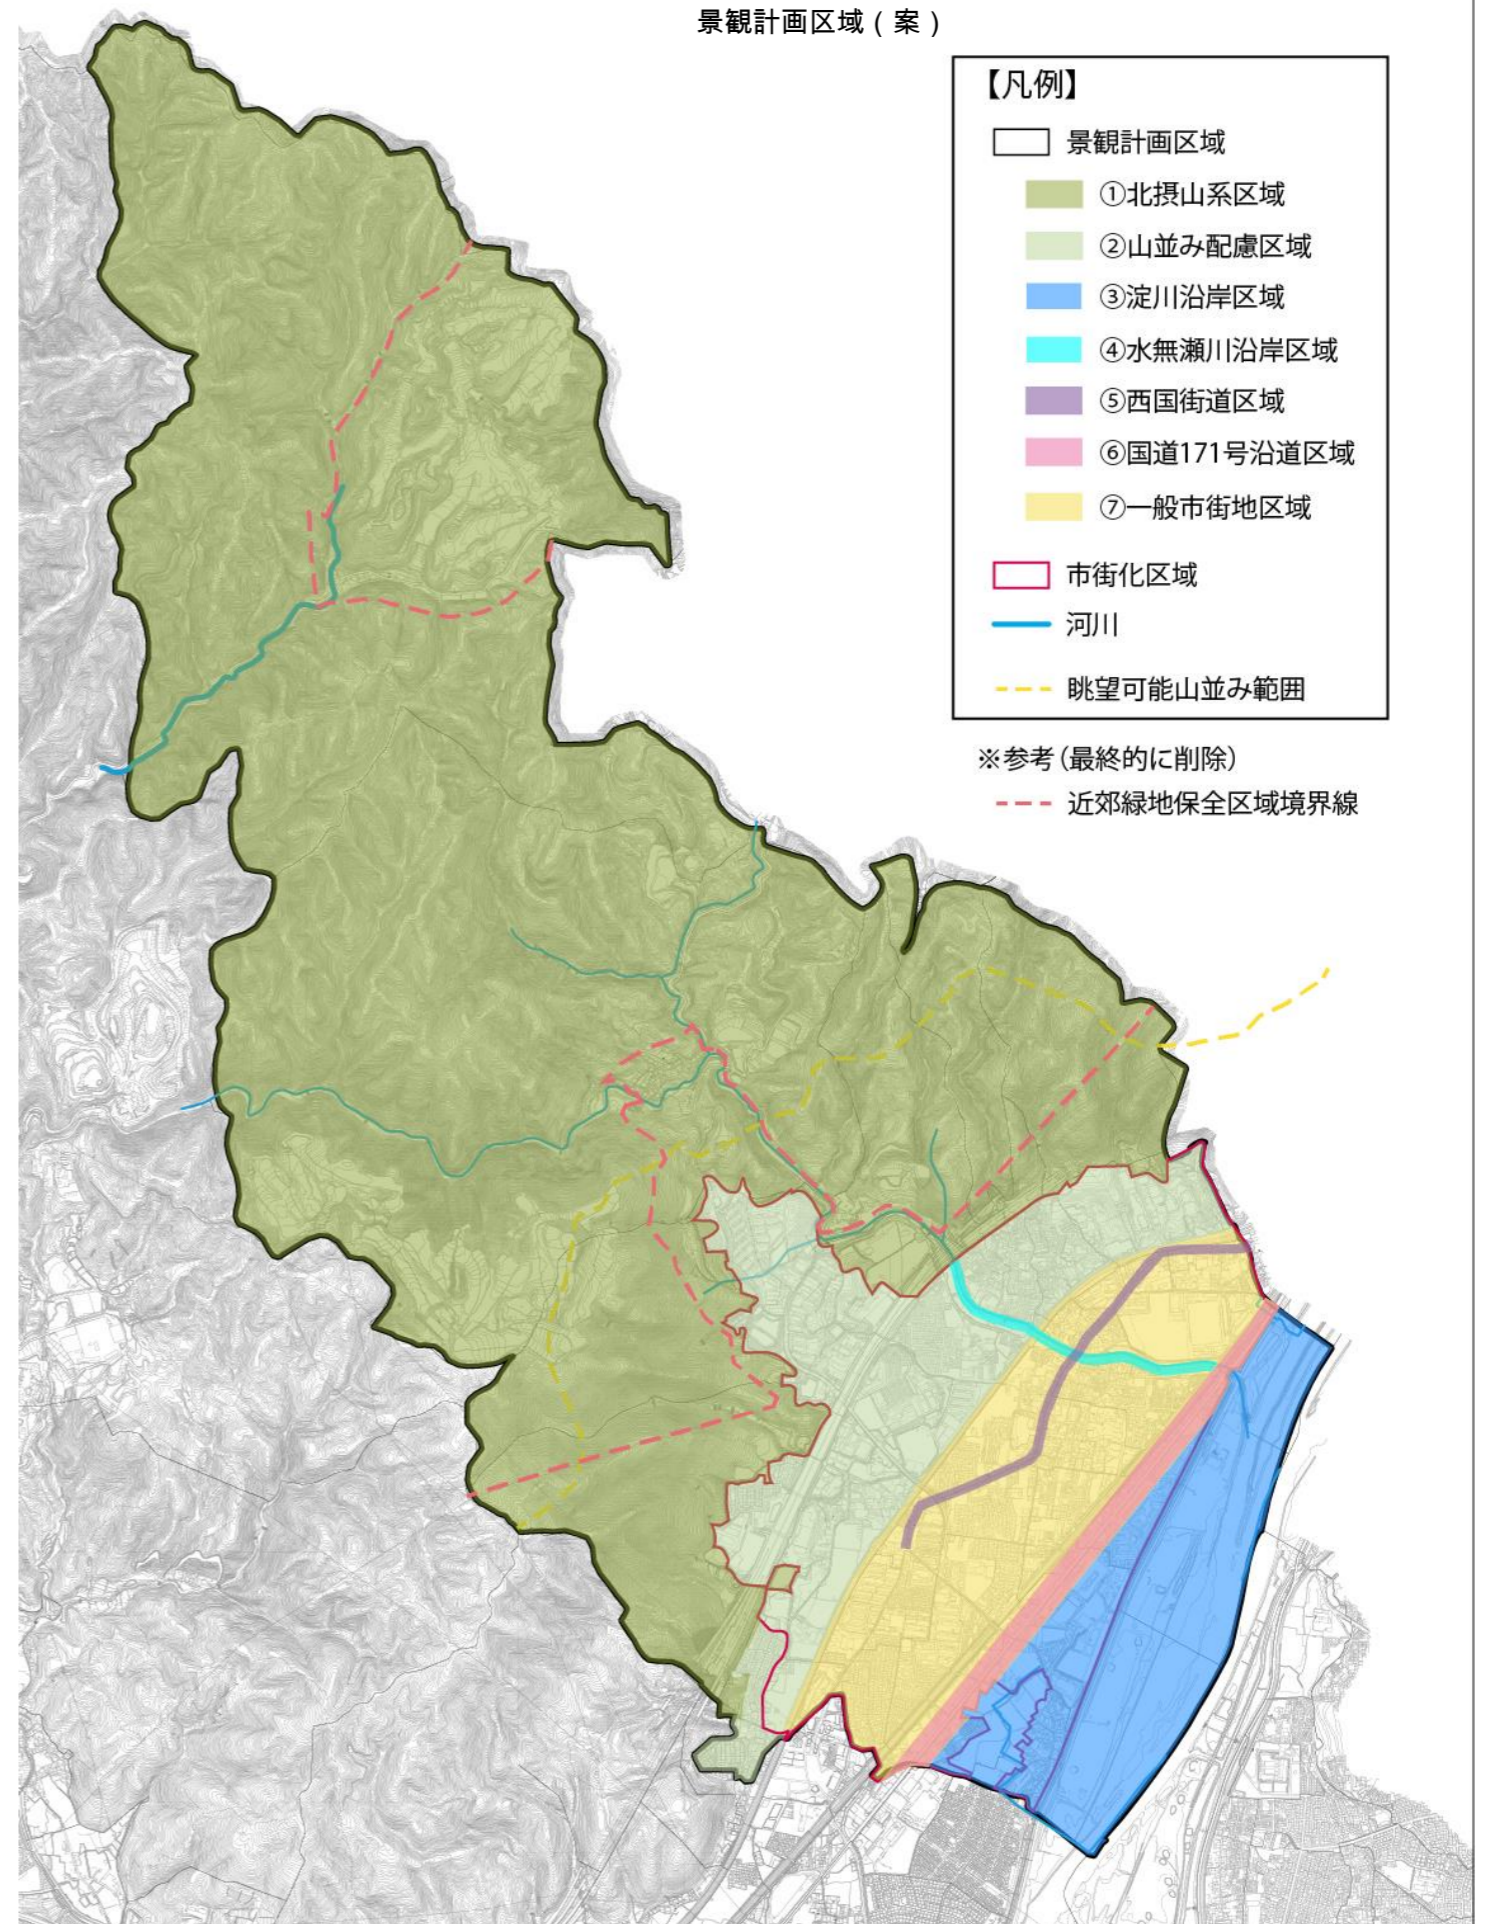 景観計画区域（案）
【凡例】
景観計画区域
①北摂山系区域
②山並み配慮区域
③淀川沿岸区域
④水無瀬川沿岸区域
⑤西国街道区域
⑥国道171号沿道区域
⑦一般市街地区域
市街化区域
河川
眺望可能山並み範囲
※参考（最終的に削除）
近郊緑地保全区域境界線